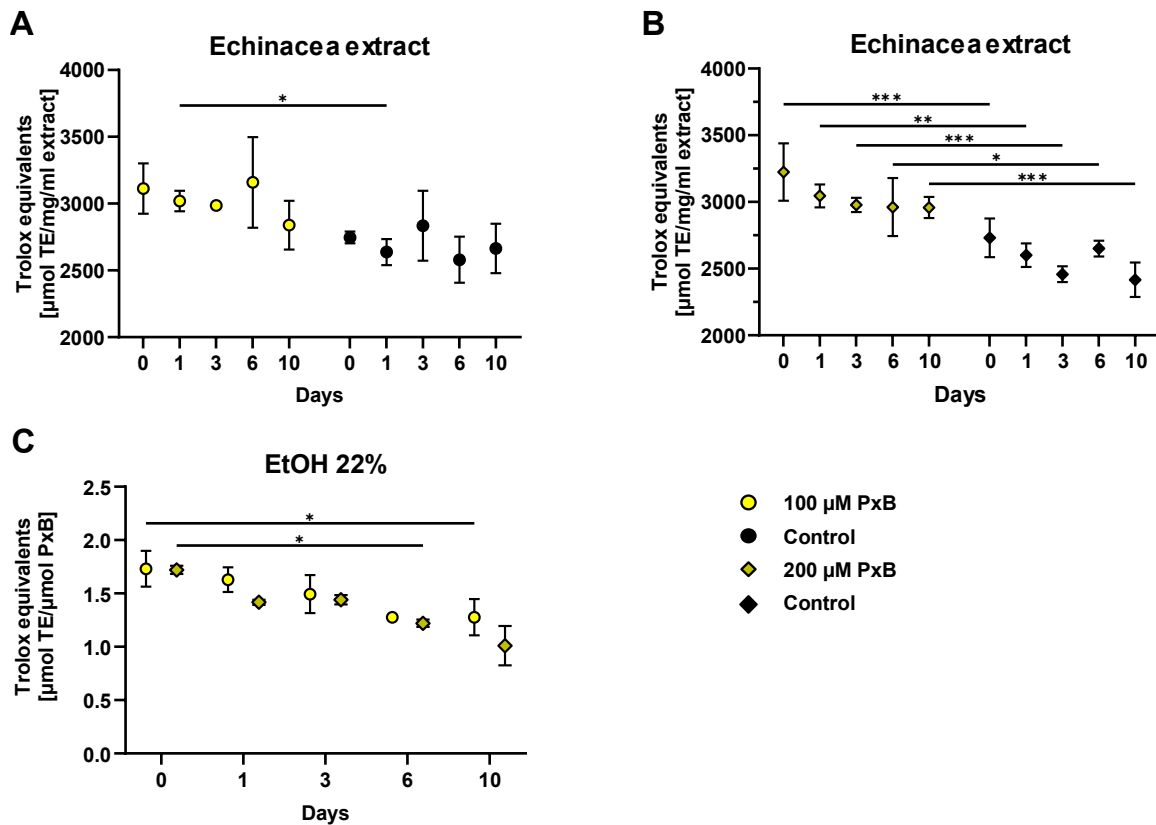 A
Echinacea extract
Trolox equivalents
[µmol TE/mg/ml extract]
4000
3500
3000
2500
2000
*
0 1 3 6 10 0 1 3 6 10
Days
B
Echinacea extract
Trolox equivalents
[µmol TE/mg/ml extract]
4000
3500
3000
2500
2000
***
**
***
*
***
0 1 3 6 10 0 1 3 6 10
Days
C
EtOH 22%
Trolox equivalents
[µmol TE/µmol PxB]
2.5
2.0
1.5
1.0
0.5
0.0
*
*
0 1 3 6 10
Days
100 µM PxB
Control
200 µM PxB
Control